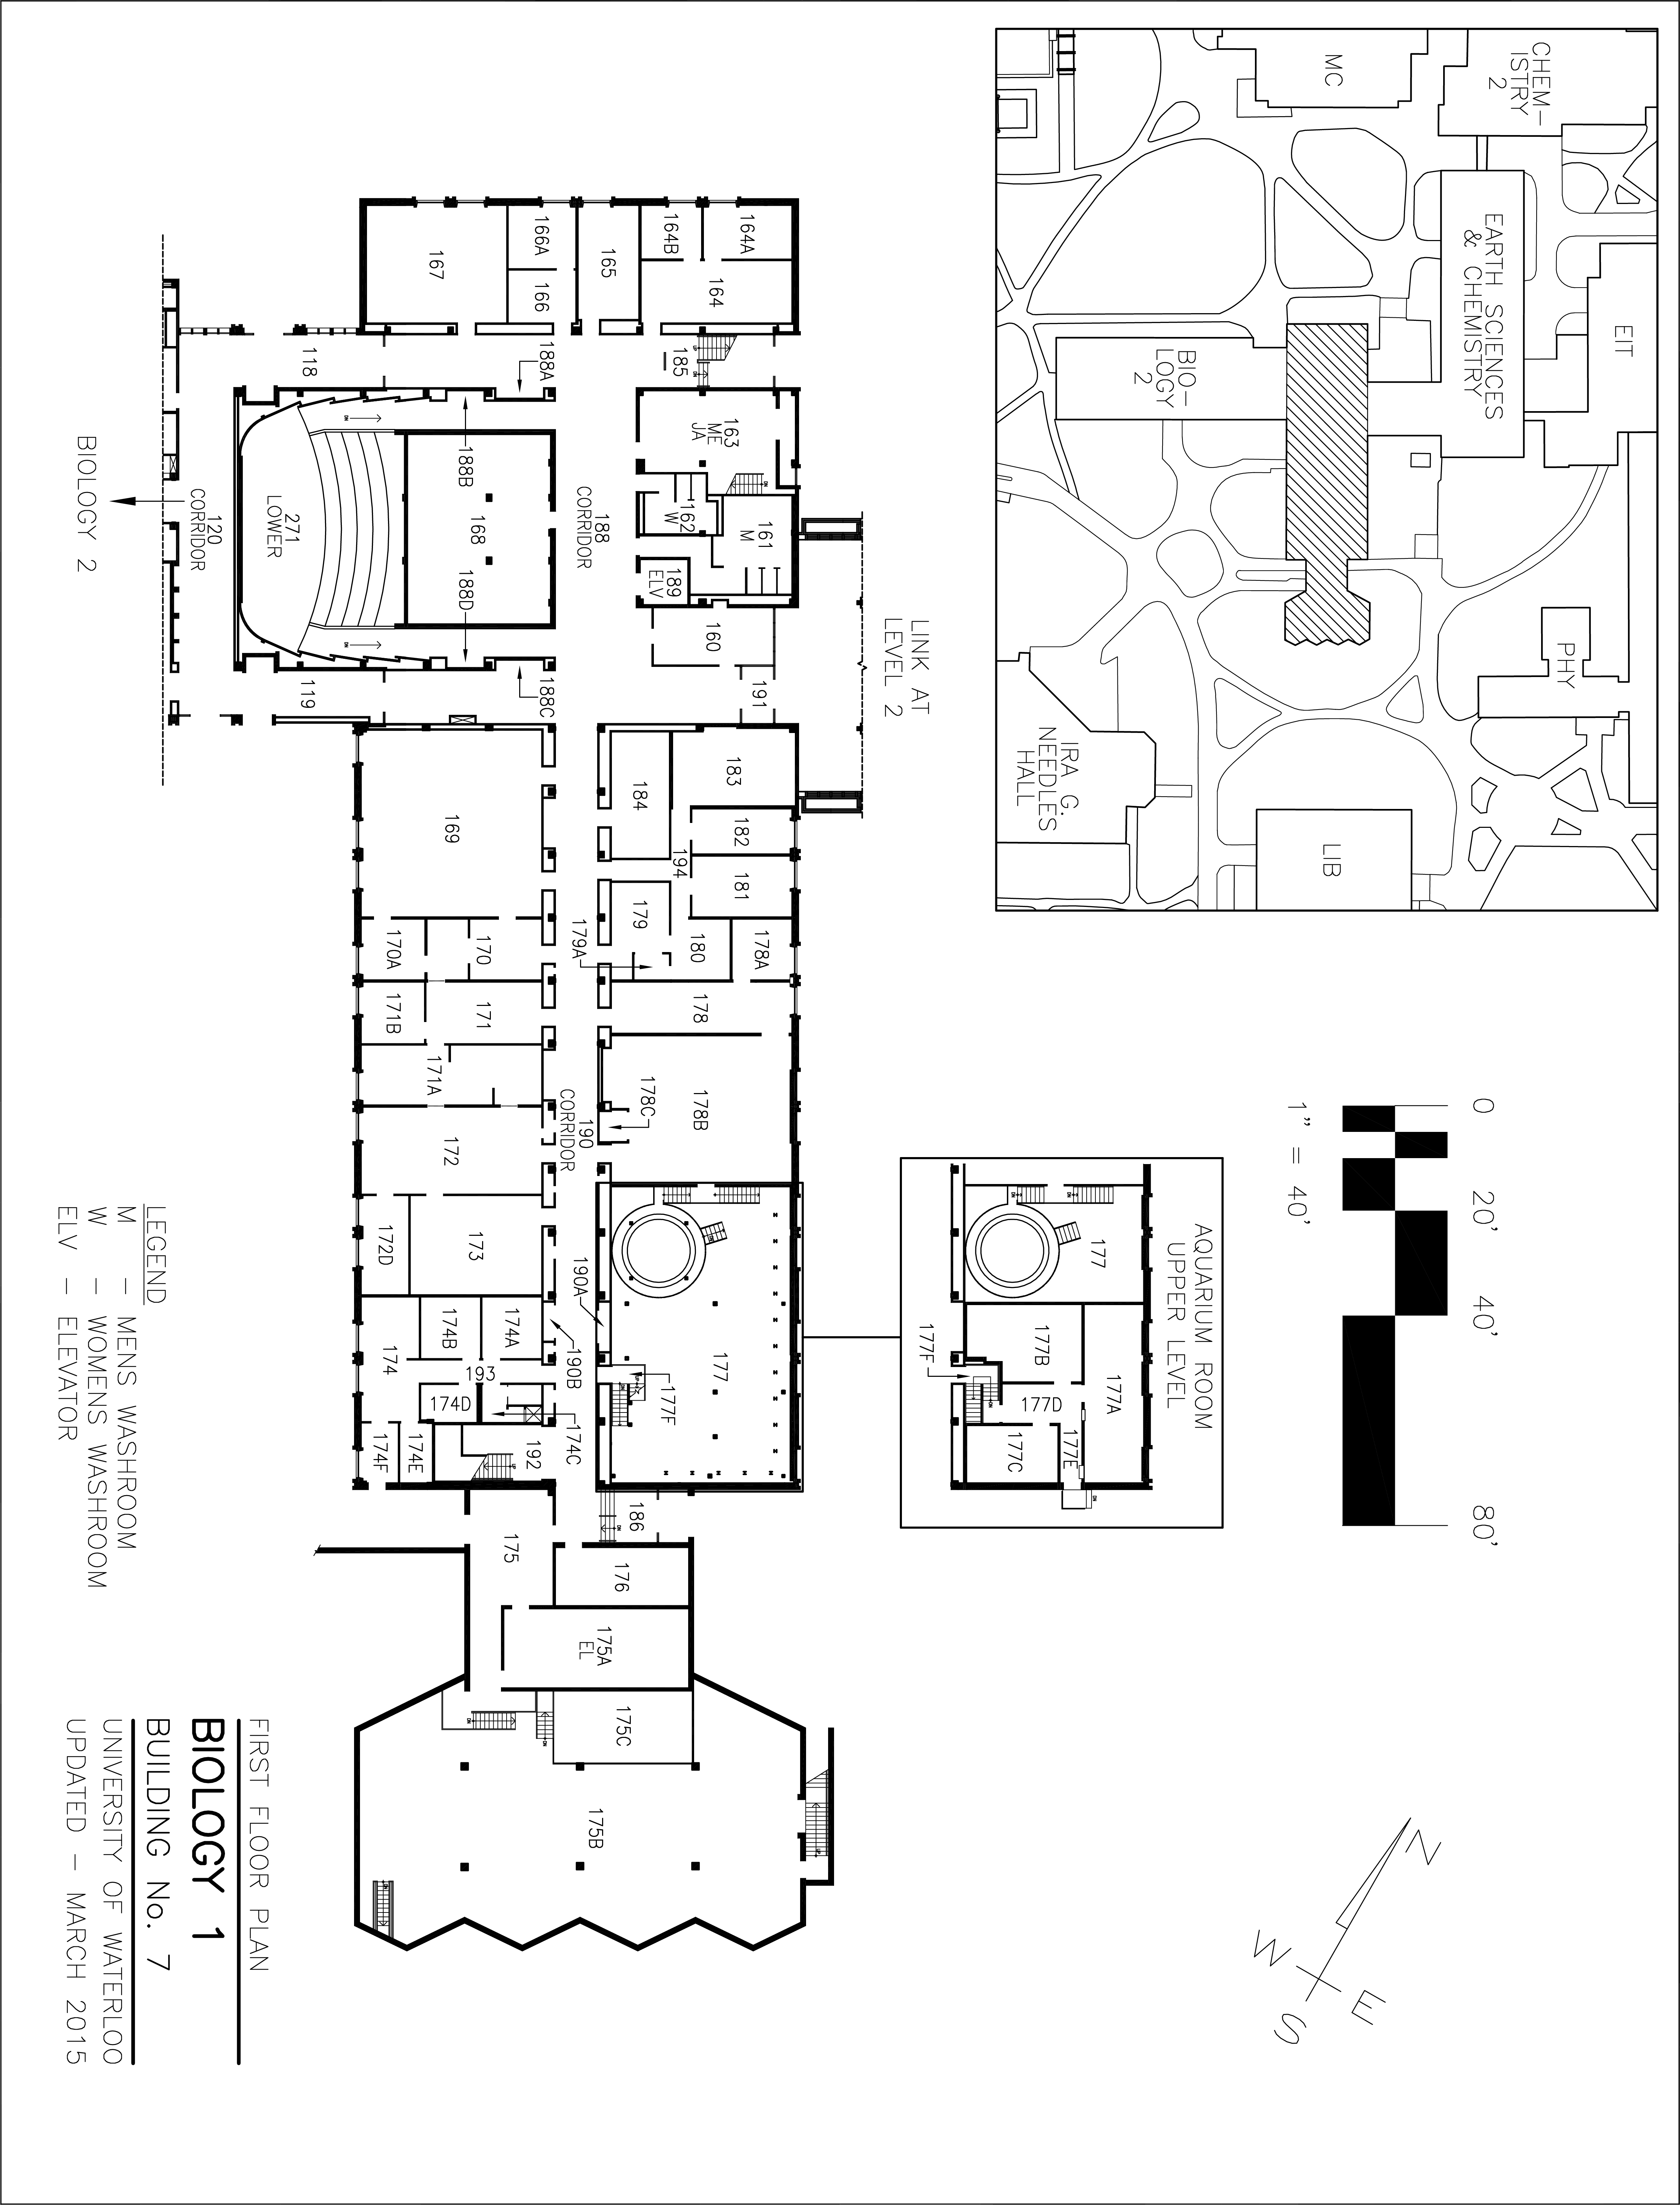 CHEM-
ISTRY
2
MC
EARTH SCIENCES
& CHEMISTRY
EIT
BIO-
LOGY
2
PHY
IRA G.
NEEDLES
HALL
LIB
0 20' 40' 80'
1" = 40'
N
W E
S
AQUARIUM ROOM
UPPER LEVEL
177
177A
177B
177D
177E
177C
177F
LINK AT
LEVEL 2
164A
164B
164
165
166A
166
167
185
118
188A
163
ME
JA
162
W
161
M
189
ELV
160
191
188
CORRIDOR
188B
168
188D
188C
271
LOWER
119
120
CORRIDOR
BIOLOGY 2
183
184
182
181
194
179
180
178A
179A
178
178B
178C
169
170
170A
171
171B
171A
190
CORRIDOR
172
172D
173
190A
190B
177
177F
174A
174B
174
193
174D
174C
192
174E
174F
186
175
176
175A
EL
175C
175B
UP
DN
LEGEND
M – MENS WASHROOM
W – WOMENS WASHROOM
ELV – ELEVATOR
FIRST FLOOR PLAN
BIOLOGY 1
BUILDING No. 7
UNIVERSITY OF WATERLOO
UPDATED – MARCH 2015